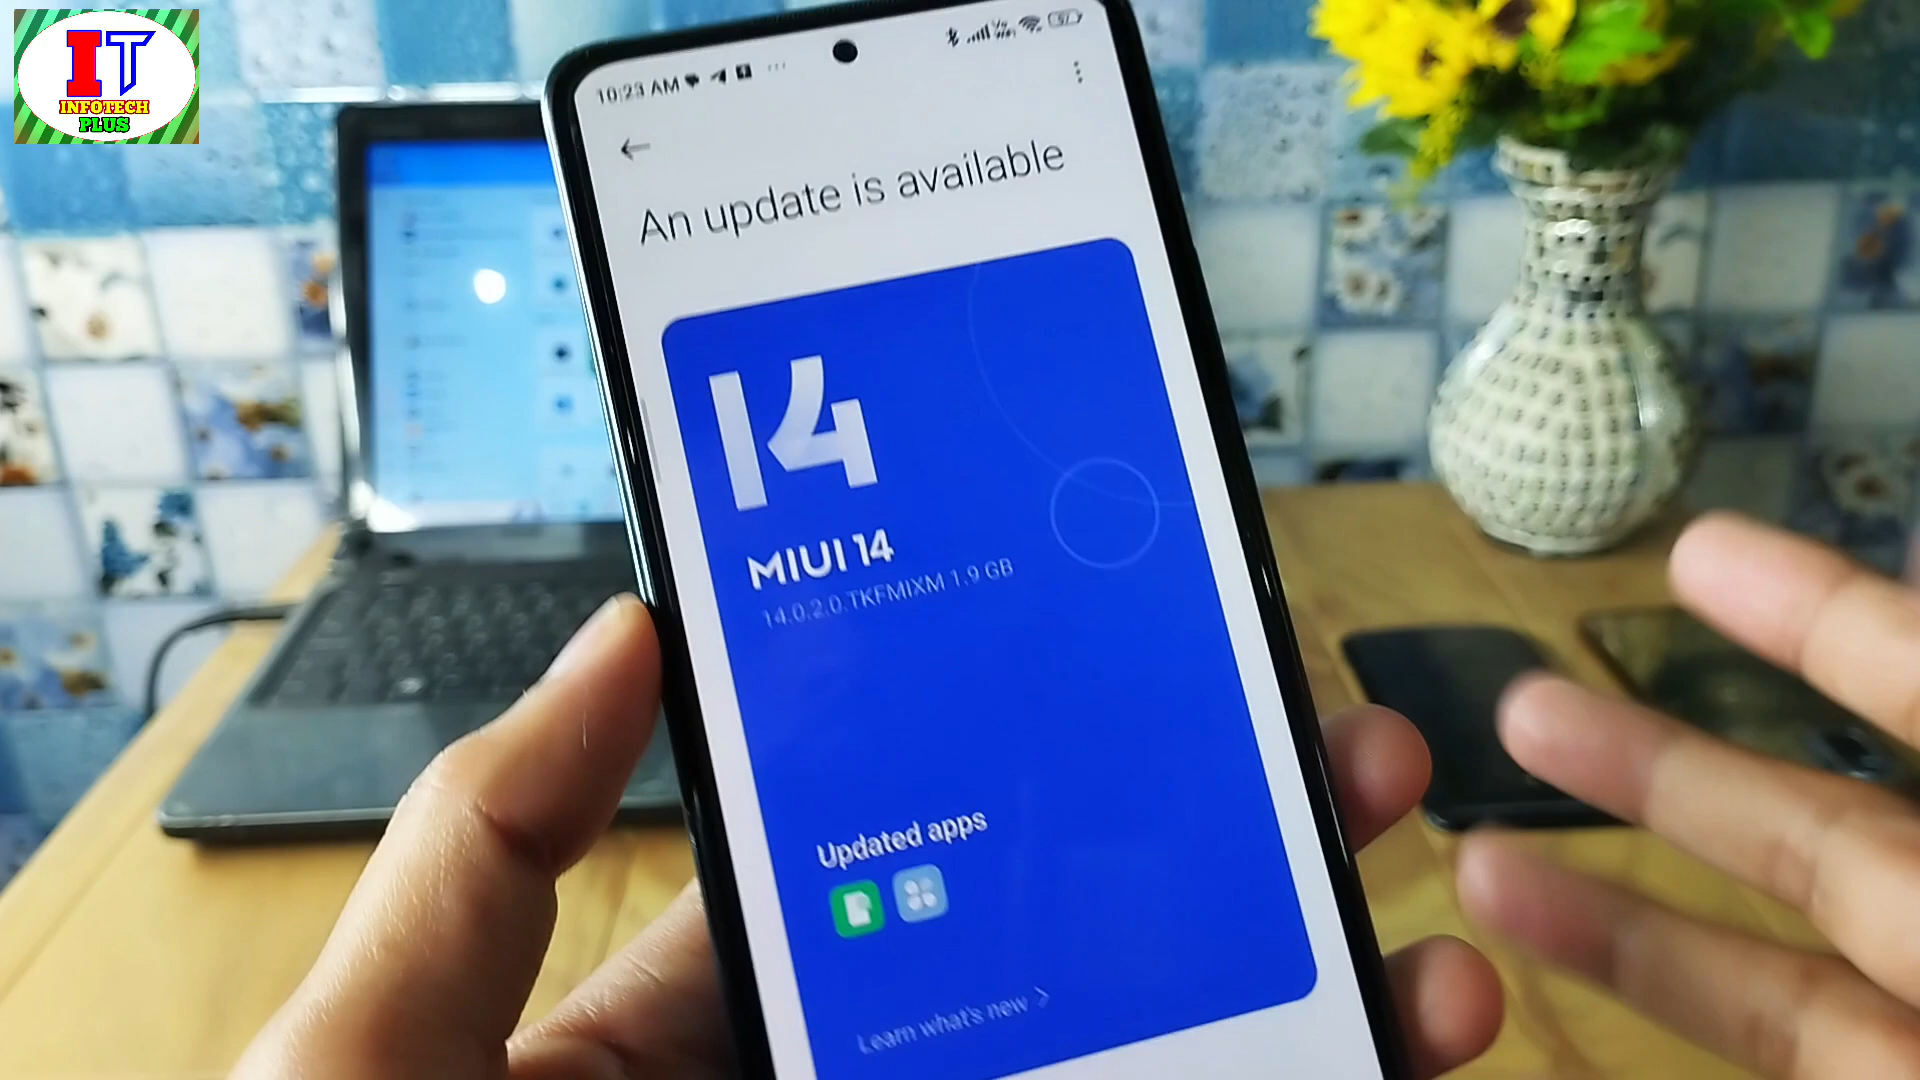 IT
INFOTECH
PLUS
10:23 AM
An update is available
14
MIUI 14
14.0.2.0.TKFMIXM 1.9 GB
Updated apps
Learn what's new >